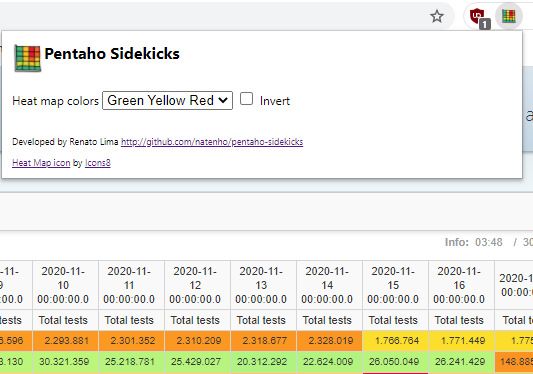 1
Pentaho Sidekicks
Heat map colors Green Yellow Red Invert
Developed by Renato Lima http://github.com/natenho/pentaho-sidekicks
Heat Map icon by Icons8
a
Info: 03:48 / 30
-11- 2020-11- 2020-11- 2020-11- 2020-11- 2020-11- 2020-11- 2020-11- 2020-1
9 10 11 12 13 14 15 16 00:00:
00.0 00:00:00.0 00:00:00.0 00:00:00.0 00:00:00.0 00:00:00.0 00:00:00.0 00:00:00.0
tests Total tests Total tests Total tests Total tests Total tests Total tests Total tests Total
.596 2.293.881 2.301.352 2.310.209 2.318.677 2.328.019 1.766.764 1.771.449 1.775
.130 30.321.359 25.218.781 25.429.027 20.312.292 22.624.009 26.050.049 26.241.429 148.885